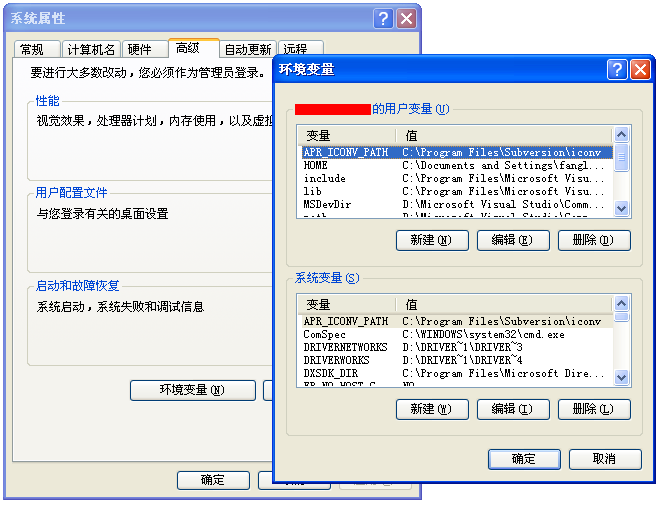 系统属性
常规
计算机名
硬件
高级
自动更新
远程
要进行大多数改动，您必须作为管理员登录。
性能
视觉效果，处理器计划，内存使用，以及虚拟
用户配置文件
与您登录有关的桌面设置
启动和故障恢复
系统启动，系统失败和调试信息
环境变量(N)
确定
环境变量
的用户变量(U)
变量 值
APR_ICONV_PATH C:\Program Files\Subversion\iconv
HOME C:\Documents and Settings\fangl...
include C:\Program Files\Microsoft Visu...
lib C:\Program Files\Microsoft Visu...
MSDevDir D:\Microsoft Visual Studio\Comm...
新建(N)
编辑(E)
删除(D)
系统变量(S)
变量 值
APR_ICONV_PATH C:\Program Files\Subversion\iconv
ComSpec C:\WINDOWS\system32\cmd.exe
DRIVERNETWORKS D:\DRIVER~1\DRIVER~3
DRIVERWORKS D:\DRIVER~1\DRIVER~4
DXSDK_DIR C:\Program Files\Microsoft Dire...
新建(W)
编辑(I)
删除(L)
确定
取消